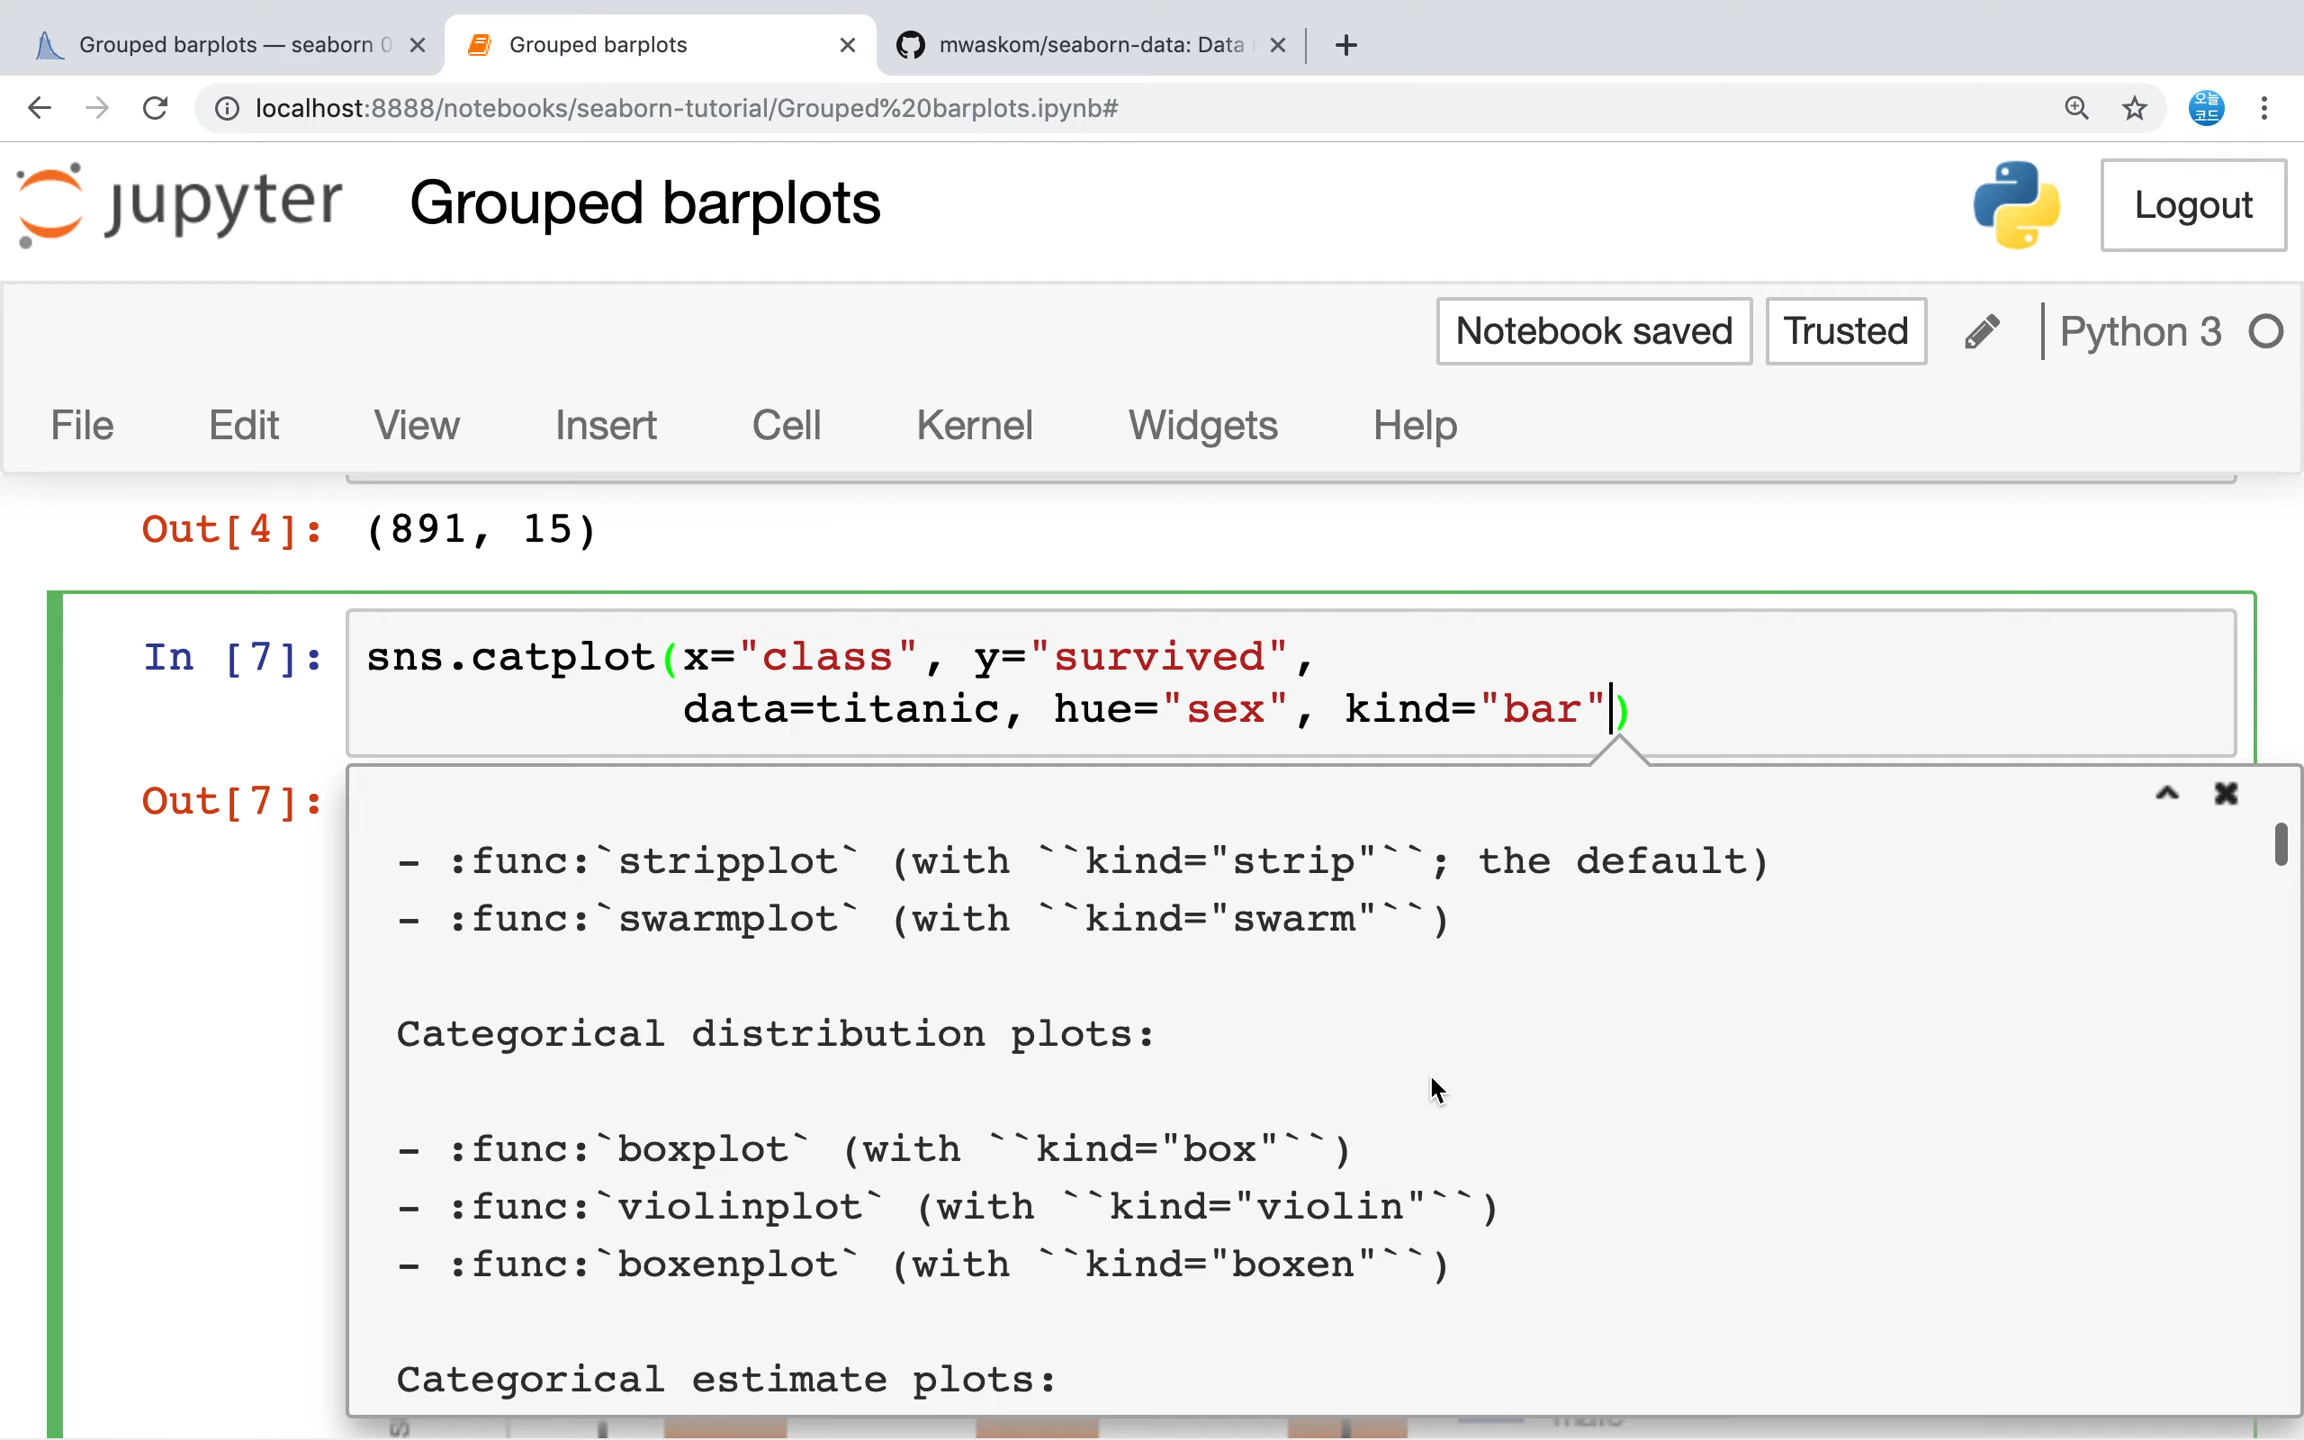 Grouped barplots — seaborn 0
Grouped barplots
mwaskom/seaborn-data: Data
localhost:8888/notebooks/seaborn-tutorial/Grouped%20barplots.ipynb#
오늘
코드
jupyter
Grouped barplots
Logout
Notebook saved
Trusted
Python 3
File
Edit
View
Insert
Cell
Kernel
Widgets
Help
Out[4]: (891, 15)
In [7]: sns.catplot(x="class", y="survived",
data=titanic, hue="sex", kind="bar")
Out[7]:
- :func:`stripplot` (with ``kind="strip"``; the default)
- :func:`swarmplot` (with ``kind="swarm"``)
Categorical distribution plots:
- :func:`boxplot` (with ``kind="box"``)
- :func:`violinplot` (with ``kind="violin"``)
- :func:`boxenplot` (with ``kind="boxen"``)
Categorical estimate plots: